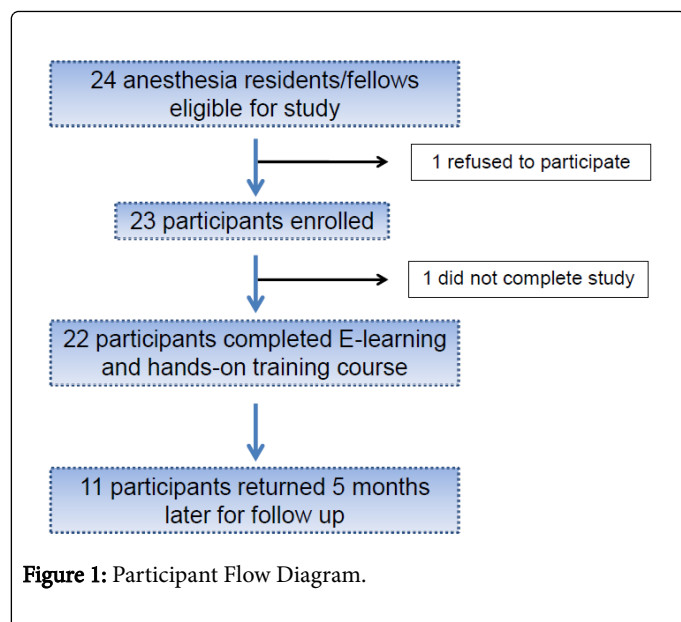 24 anesthesia residents/fellows
eligible for study
1 refused to participate
23 participants enrolled
1 did not complete study
22 participants completed E-learning
and hands-on training course
11 participants returned 5 months
later for follow up
Figure 1: Participant Flow Diagram.